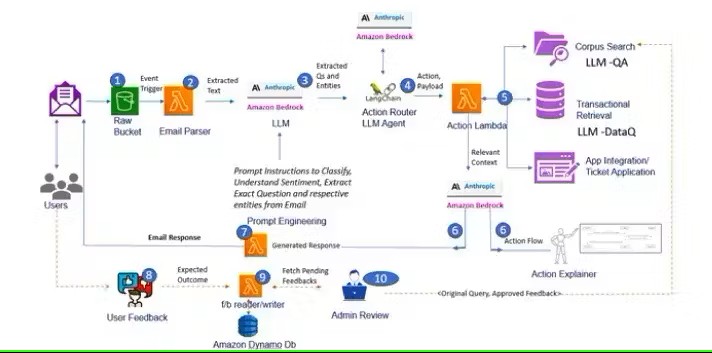 AI Anthropic
Amazon Bedrock
1
Event
Trigger
2
Extracted
Text
AI Anthropic
3
Amazon Bedrock
Extracted
Qs and
Entities
LangChain
4
Action,
Payload
5
Corpus Search
LLM -QA
Raw
Bucket
Email Parser
LLM
Action Router
LLM Agent
Action Lambda
Transactional
Retrieval
LLM -DataQ
Relevant
Context
App Integration/
Ticket Application
Users
Prompt Instructions to Classify,
Understand Sentiment, Extract
Exact Question and respective
entities from Email
Prompt Engineering
AI Anthropic
Amazon Bedrock
6
6
Action Flow
Action Explainer
Email Response
7
Generated Response
8
Expected
Outcome
9
Fetch Pending
Feedbacks
10
User Feedback
f/b reader/writer
Admin Review
<Original Query, Approved Feedback>
Amazon Dynamo Db